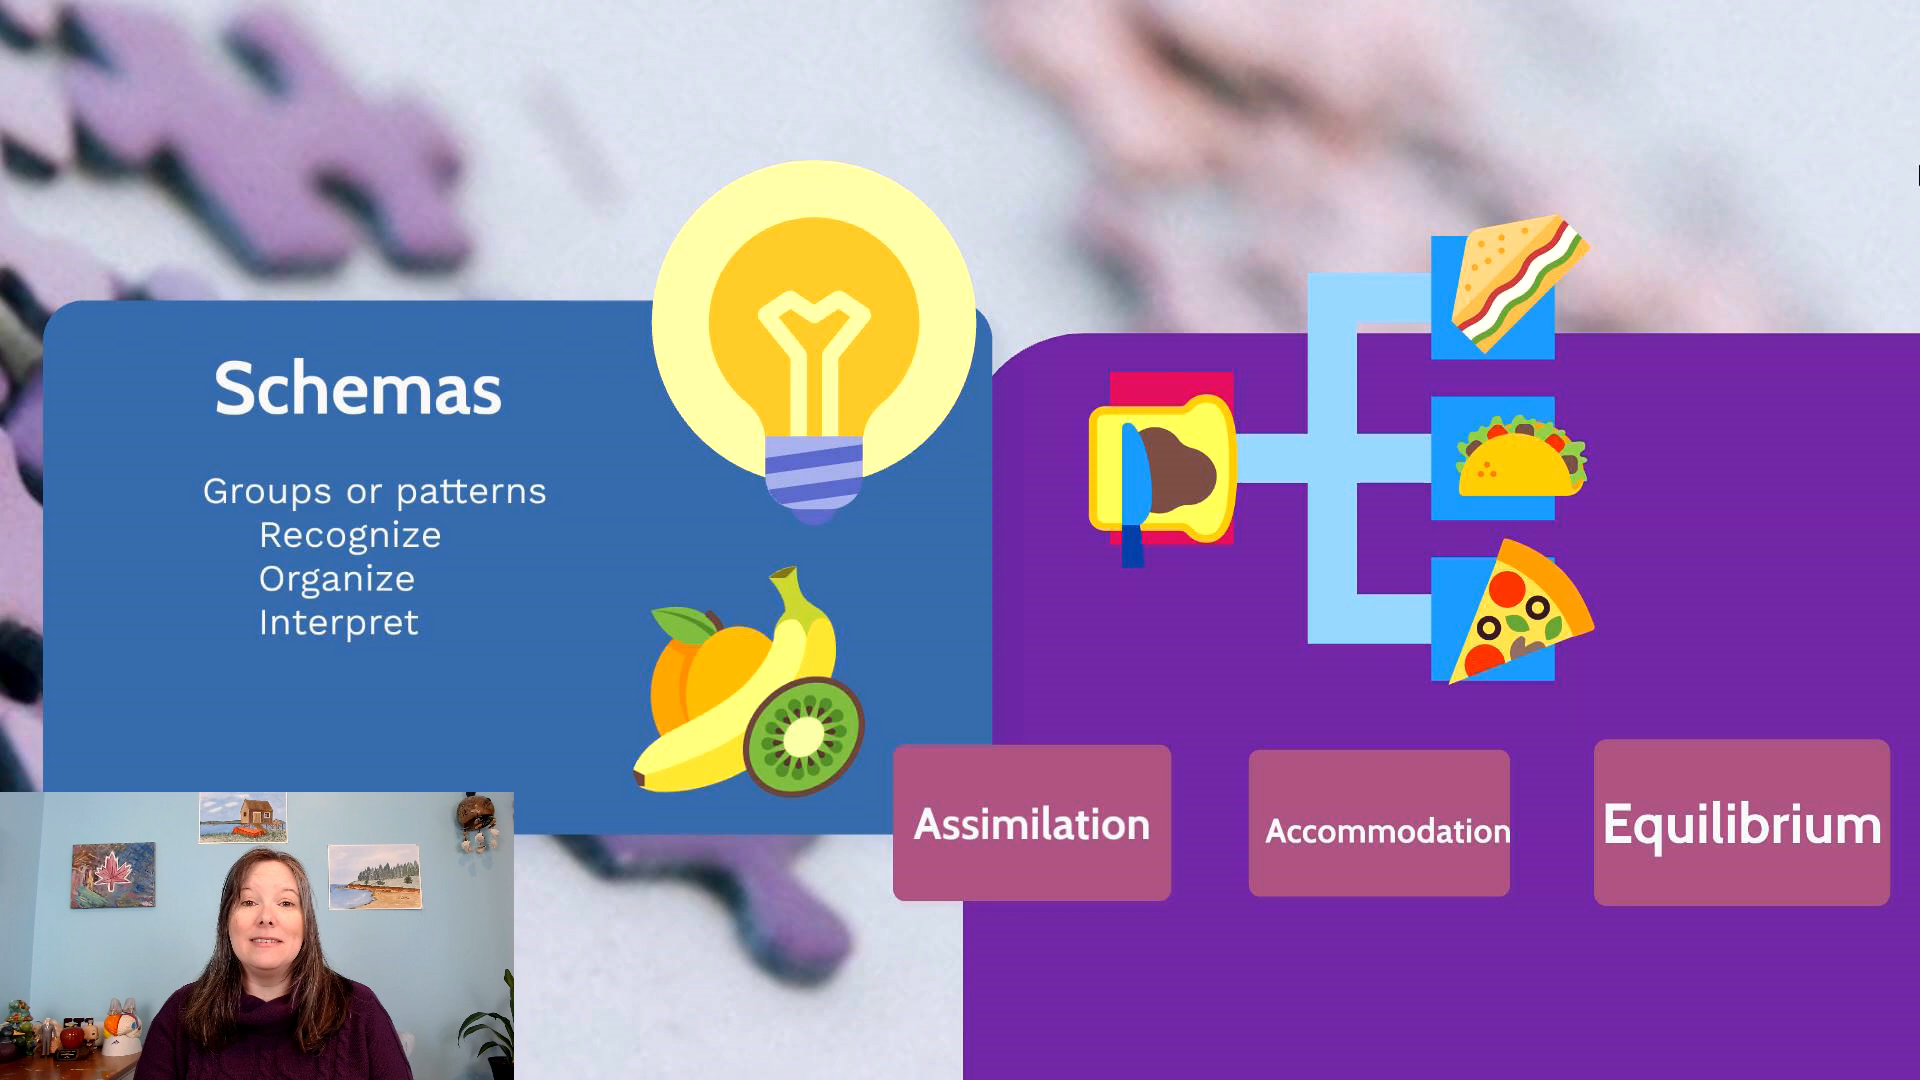 Schemas
Groups or patterns
Recognize
Organize
Interpret
Assimilation
Accommodation
Equilibrium